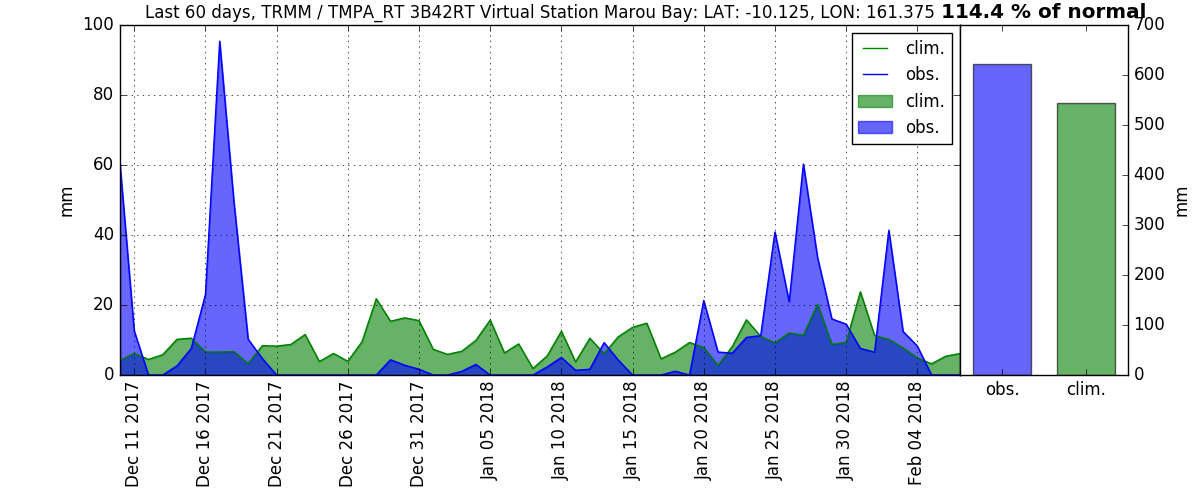 Last 60 days, TRMM / TMPA_RT 3B42RT Virtual Station Marou Bay: LAT: -10.125, LON: 161.375 114.4 % of normal
100
80
60
40
20
0
mm
clim.
obs.
clim.
obs.
Dec 11 2017
Dec 16 2017
Dec 21 2017
Dec 26 2017
Dec 31 2017
Jan 05 2018
Jan 10 2018
Jan 15 2018
Jan 20 2018
Jan 25 2018
Jan 30 2018
Feb 04 2018
700
600
500
400
300
200
100
0
mm
obs. clim.